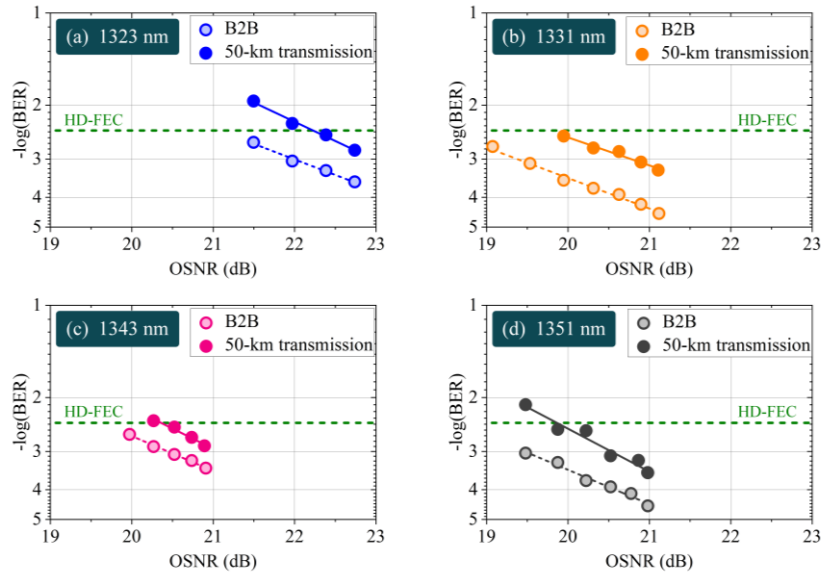 (a) 1323 nm
B2B
50-km transmission
HD-FEC
-log(BER)
1
2
3
4
5
19 20 21 22 23
OSNR (dB)
(b) 1331 nm
B2B
50-km transmission
HD-FEC
-log(BER)
1
2
3
4
5
19 20 21 22 23
OSNR (dB)
(c) 1343 nm
B2B
50-km transmission
HD-FEC
-log(BER)
1
2
3
4
5
19 20 21 22 23
OSNR (dB)
(d) 1351 nm
B2B
50-km transmission
HD-FEC
-log(BER)
1
2
3
4
5
19 20 21 22 23
OSNR (dB)